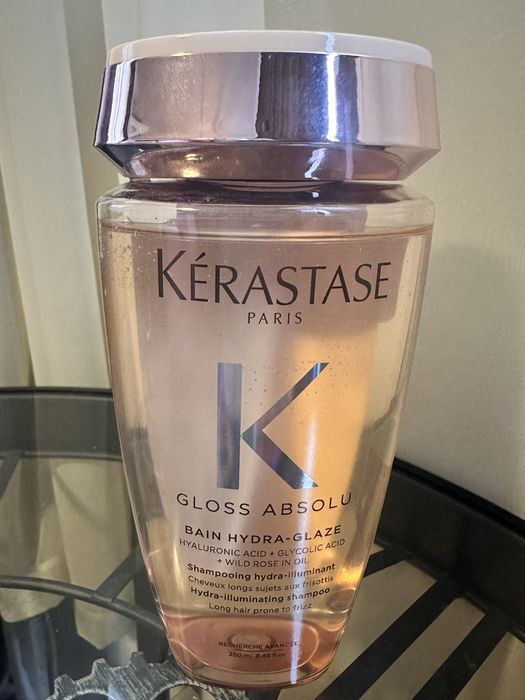 KÉRASTASE
PARIS
K
GLOSS ABSOLU
BAIN HYDRA-GLAZE
HYALURONIC ACID + GLYCOLIC ACID
+ WILD ROSE IN OIL
Shampooing hydra-illuminant
Cheveux longs sujets aux frisottis
Hydra-illuminating shampoo
Long hair prone to frizz
RECHERCHE AVANCÉE
250 ml 8.45 fl oz